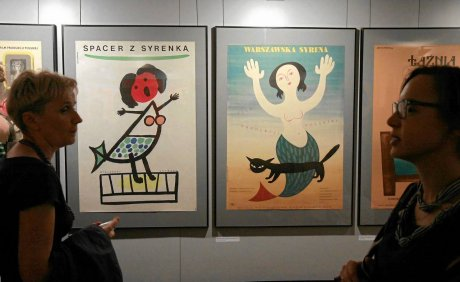 SPACER Z SYRENKĄ
WARSZAWSKA SYRENA
ŁAŹNIA